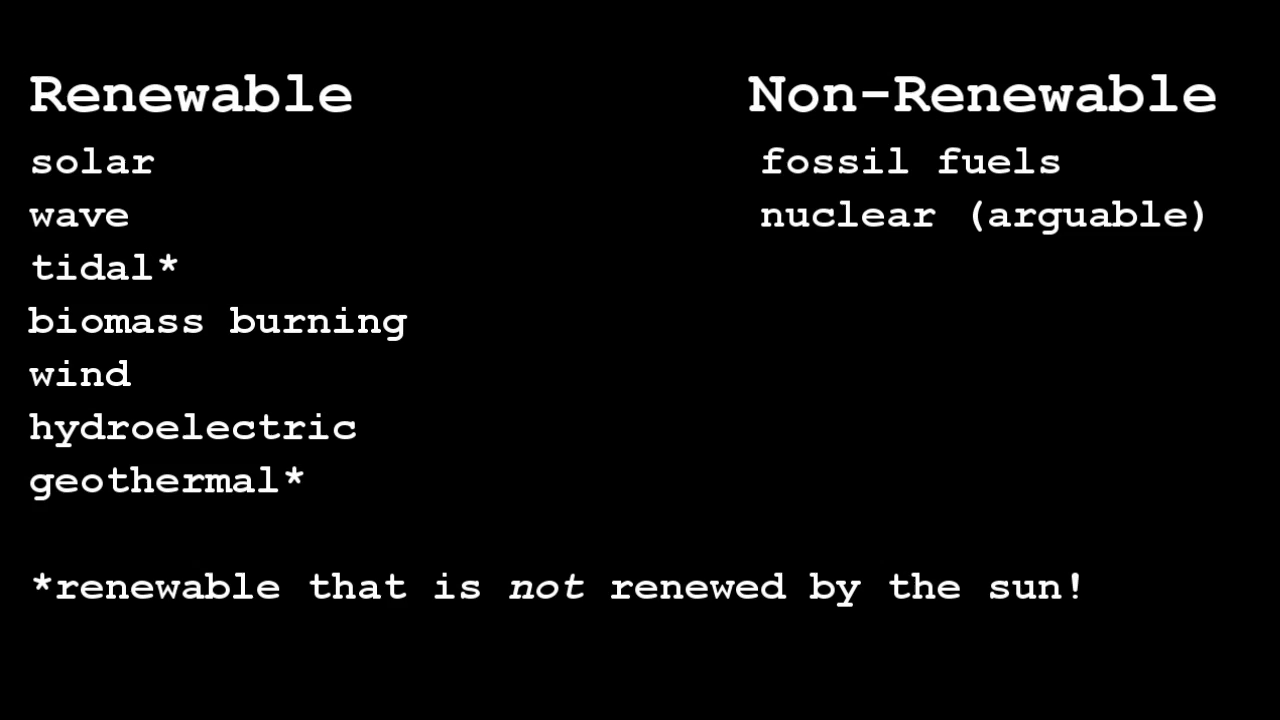 Renewable
Non-Renewable
solar
fossil fuels
wave
nuclear (arguable)
tidal*
biomass burning
wind
hydroelectric
geothermal*
*renewable that is not renewed by the sun!